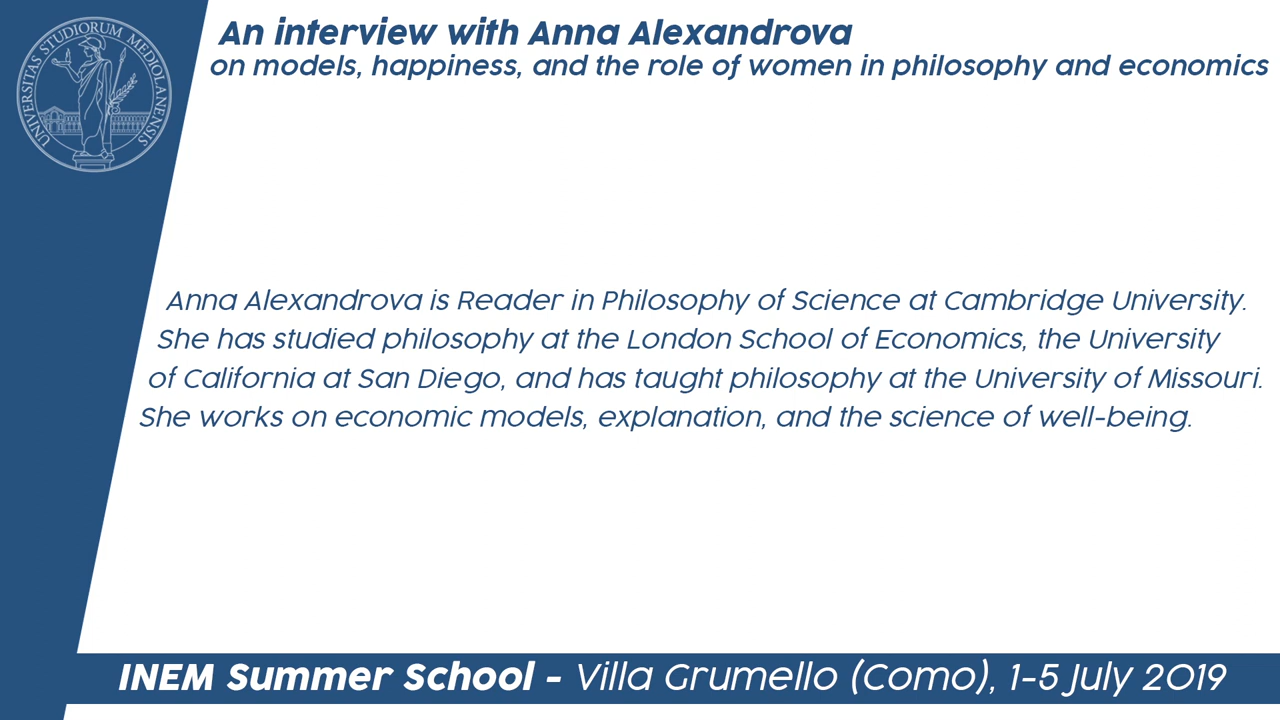 UNIVERSITAS STUDIORUM MEDIOLANENSIS
An interview with Anna Alexandrova
on models, happiness, and the role of women in philosophy and economics
Anna Alexandrova is Reader in Philosophy of Science at Cambridge University.
She has studied philosophy at the London School of Economics, the University
of California at San Diego, and has taught philosophy at the University of Missouri.
She works on economic models, explanation, and the science of well-being.
INEM Summer School - Villa Grumello (Como), 1-5 July 2019